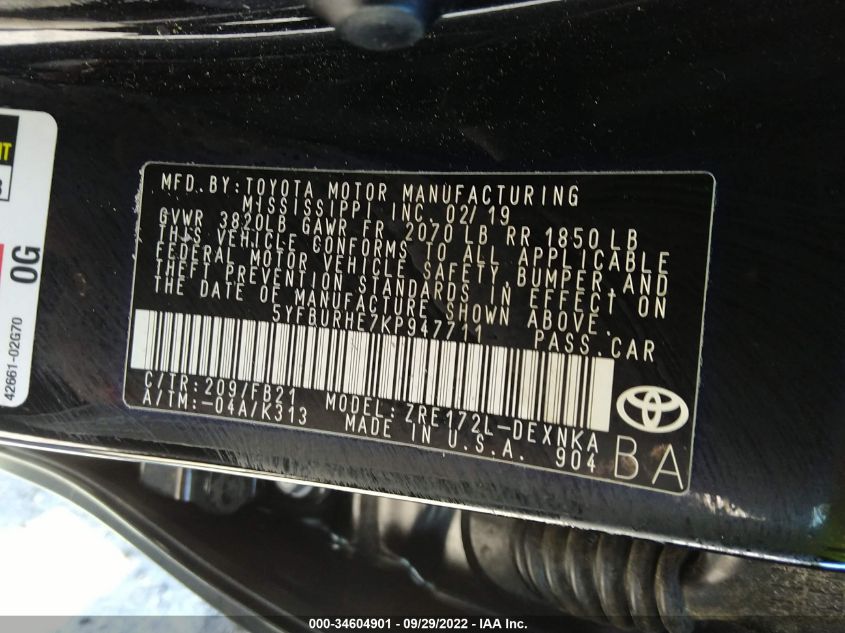 MFD. BY: TOYOTA MOTOR MANUFACTURING
MISSISSIPPI INC. 02/19
GVWR 3820LB GAWR FR 2070 LB RR 1850 LB
THIS VEHICLE CONFORMS TO ALL APPLICABLE
FEDERAL MOTOR VEHICLE SAFETY, BUMPER, AND
THEFT PREVENTION STANDARDS IN EFFECT ON
THE DATE OF MANUFACTURE SHOWN ABOVE.
5YFBURHE7KP947711 PASS. CAR
C/TR: 209/FB21 MODEL: ZRE172L-DEXNKA
A/TM: -04A/K313 MADE IN U.S.A. 904
BA
0G
42661-02G70
000-34604901 - 09/29/2022 - IAA Inc.